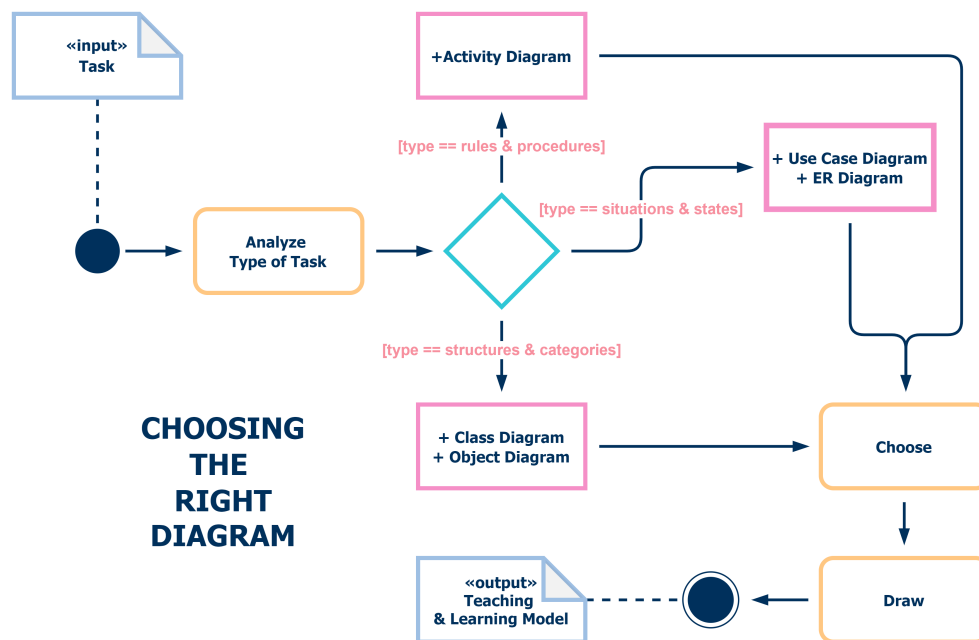 «input»
Task
+Activity Diagram
[type == rules & procedures]
+ Use Case Diagram
+ ER Diagram
[type == situations & states]
Analyze
Type of Task
[type == structures & categories]
CHOOSING
THE
RIGHT
DIAGRAM
+ Class Diagram
+ Object Diagram
Choose
«output»
Teaching
& Learning Model
Draw